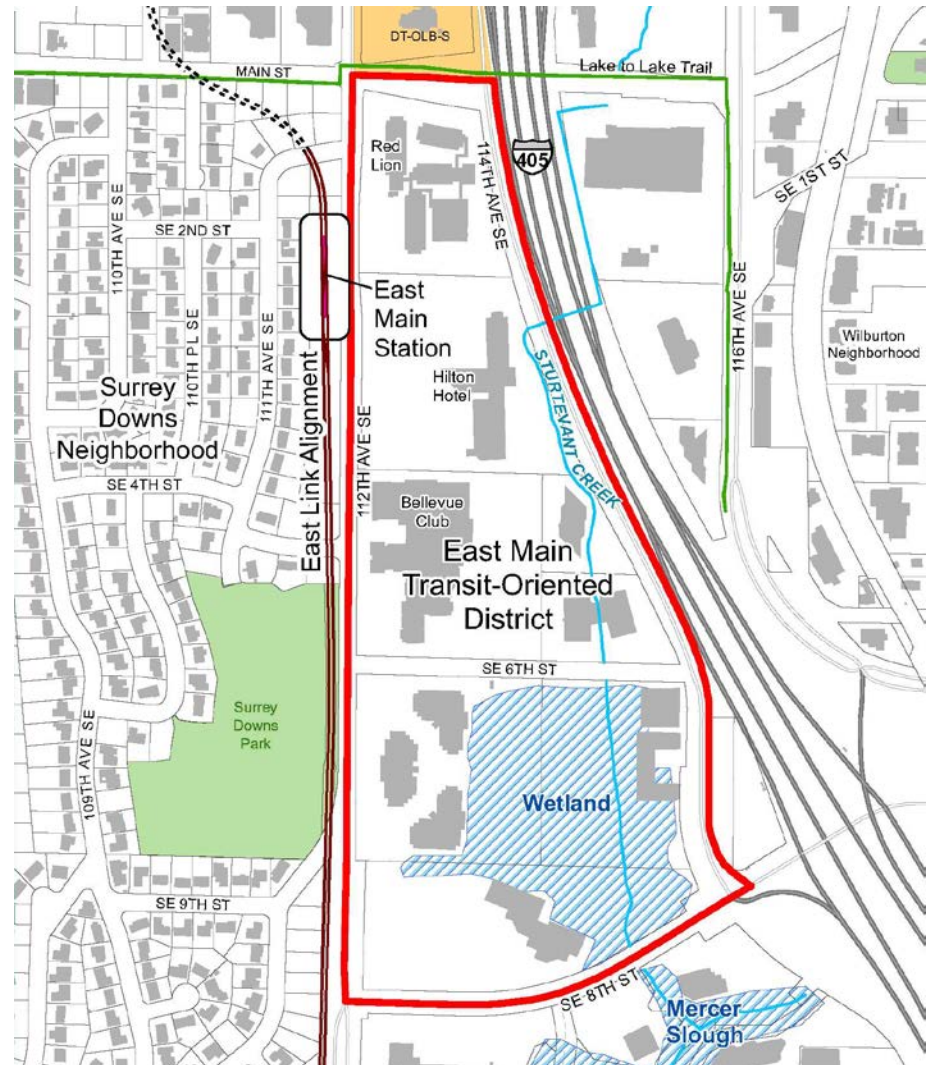 DT-OLB-S
MAIN ST
Lake to Lake Trail
Red
Lion
114TH AVE SE
405
SE 1ST ST
110TH AVE SE
SE 2ND ST
East
Main
Station
110TH PL SE
111TH AVE SE
116TH AVE SE
Wilburton
Neighborhood
Hilton
Hotel
STURTEVANT CREEK
Surrey
Downs
Neighborhood
East Link Alignment
112TH AVE SE
SE 4TH ST
Bellevue
Club
East Main
Transit-Oriented
District
SE 6TH ST
Surrey
Downs
Park
109TH AVE SE
Wetland
SE 9TH ST
SE 8TH ST
Mercer
Slough